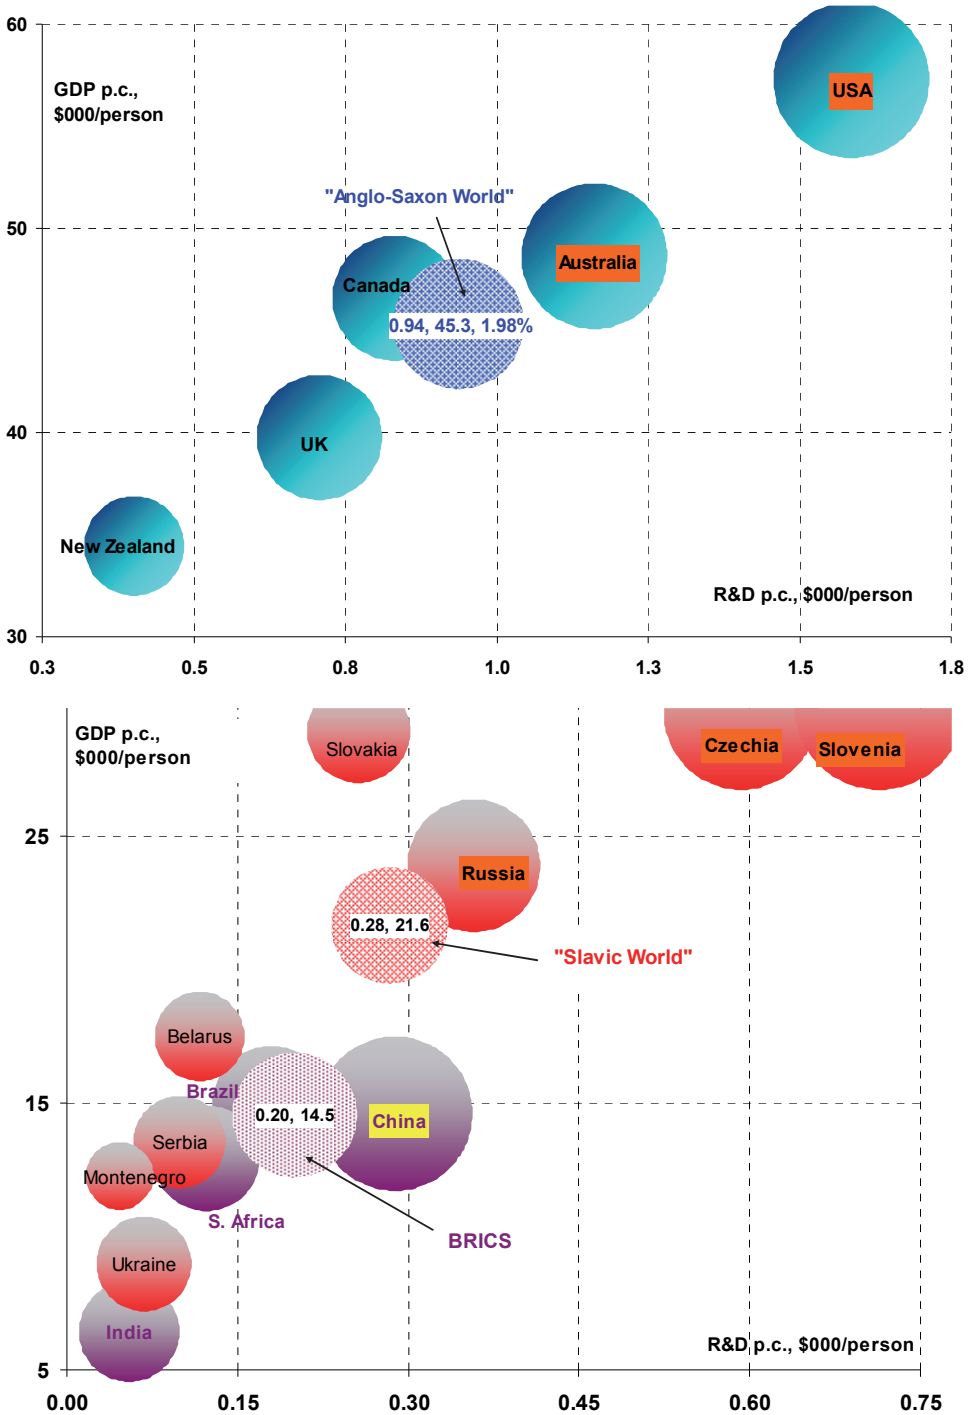 60
GDP p.c.,
$000/person
USA
"Anglo-Saxon World"
50
Australia
Canada
0.94, 45.3, 1.98%
40
UK
New Zealand
R&D p.c., $000/person
30
0.3 0.5 0.8 1.0 1.3 1.5 1.8
GDP p.c.,
$000/person
Slovakia
Czechia
Slovenia
25
Russia
0.28, 21.6
"Slavic World"
Belarus
Brazil
15
0.20, 14.5
China
Serbia
Montenegro
S. Africa
BRICS
Ukraine
India
R&D p.c., $000/person
5
0.00 0.15 0.30 0.45 0.60 0.75